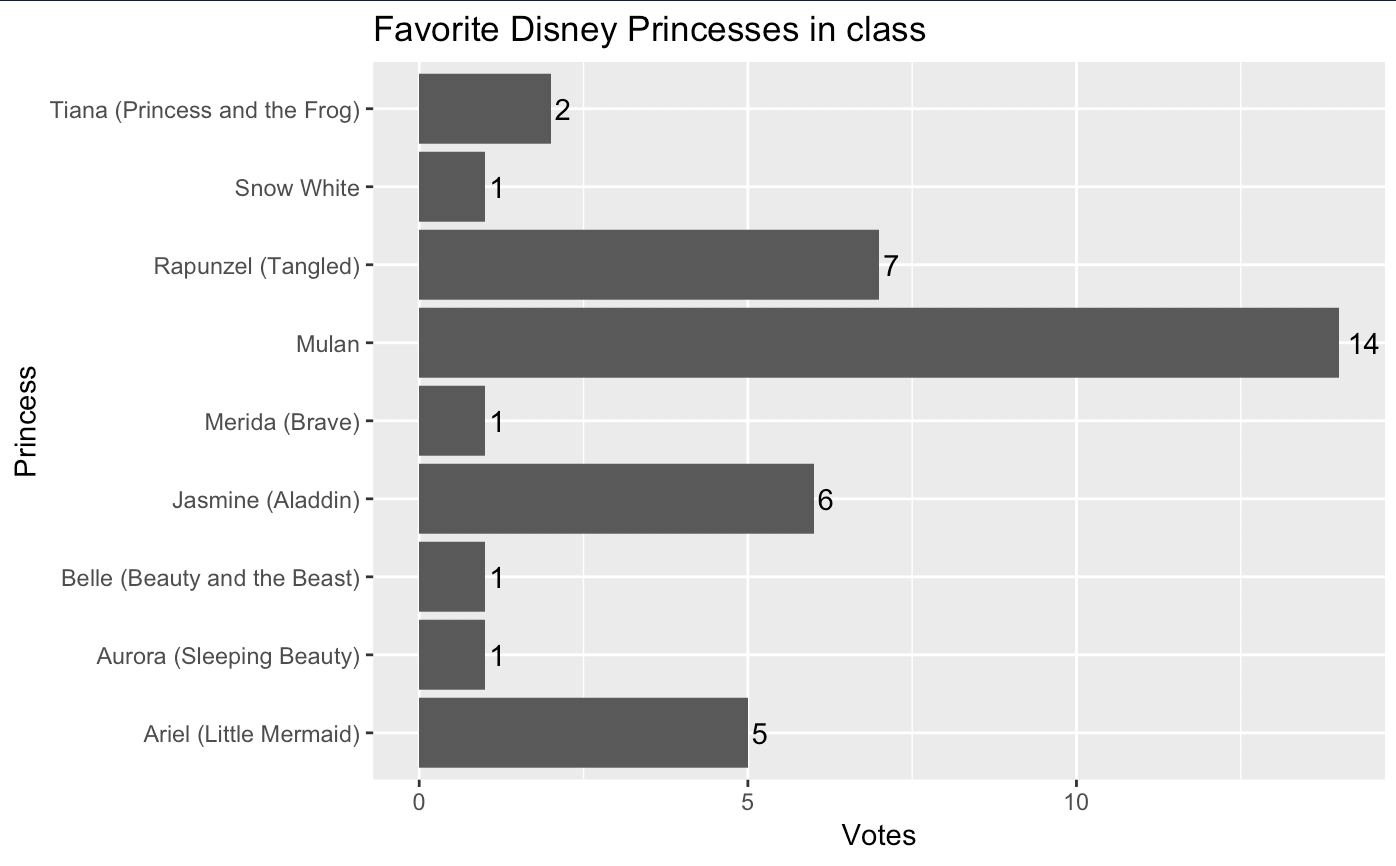 Favorite Disney Princesses in class
Princess
Tiana (Princess and the Frog) 2
Snow White 1
Rapunzel (Tangled) 7
Mulan 14
Merida (Brave) 1
Jasmine (Aladdin) 6
Belle (Beauty and the Beast) 1
Aurora (Sleeping Beauty) 1
Ariel (Little Mermaid) 5
0 5 10
Votes